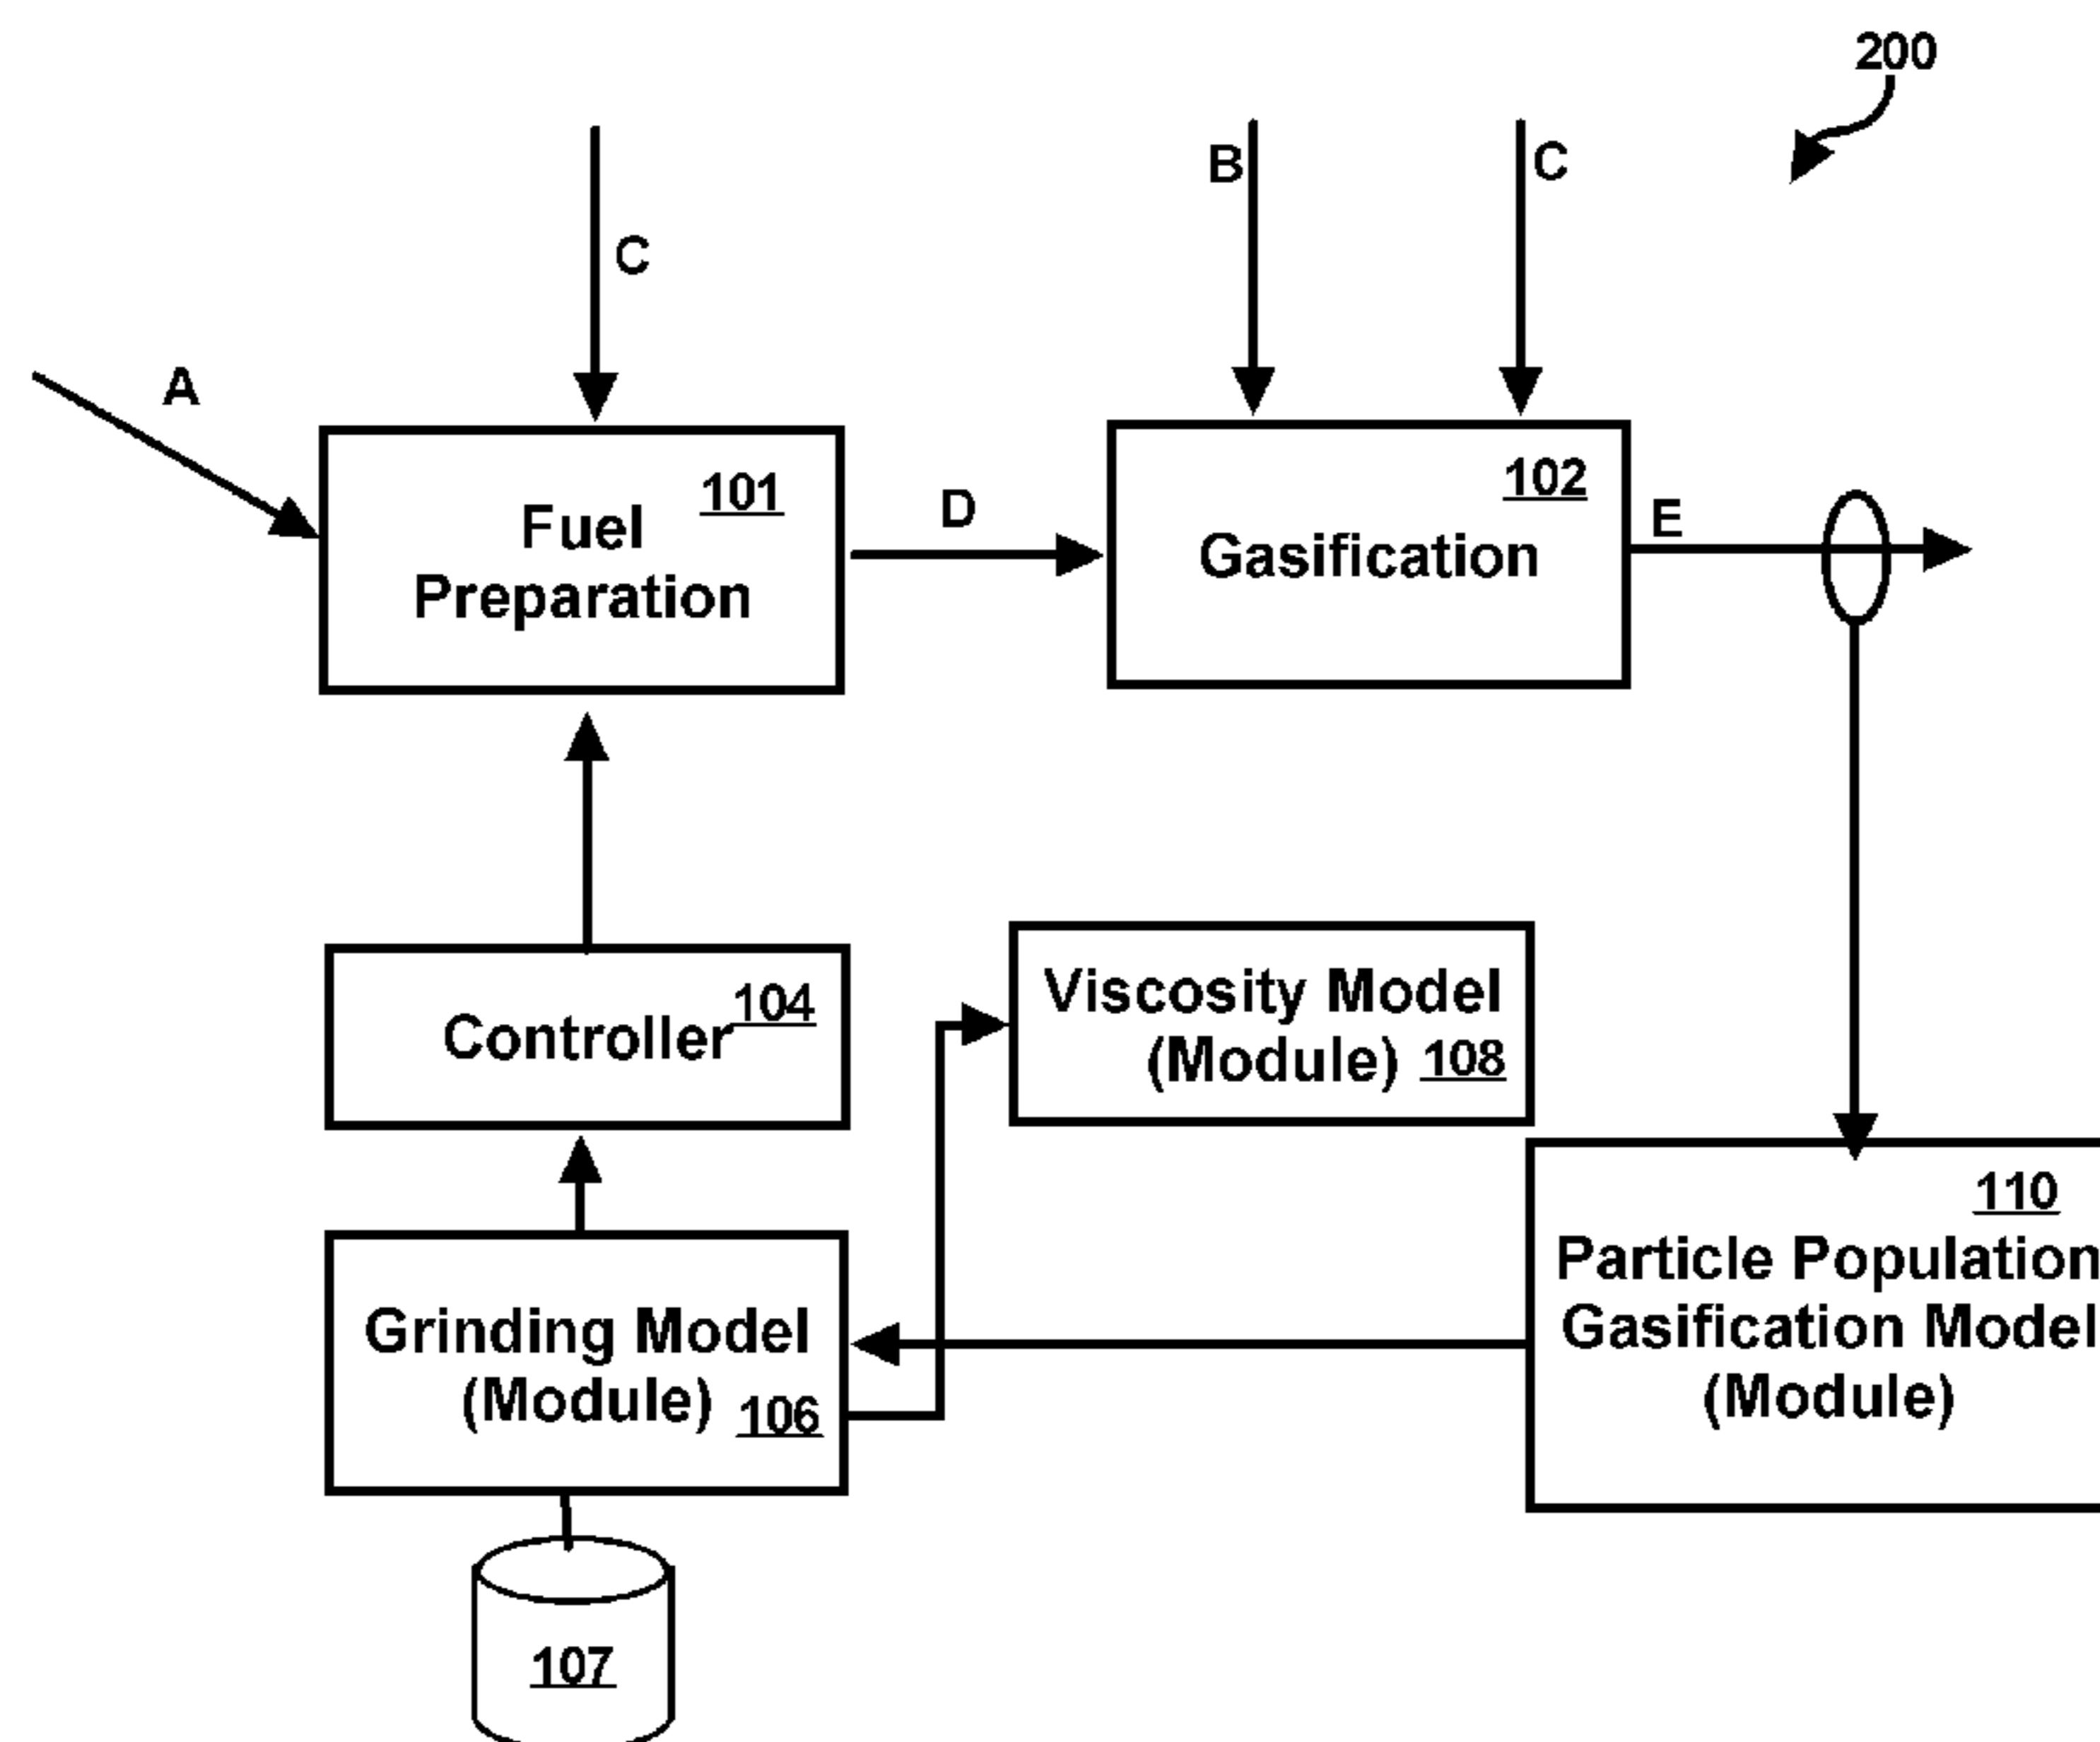 200
B
C
C
A
101
Fuel
Preparation
D
102
Gasification
E
104
Controller
Viscosity Model
(Module) 108
110
Particle Population
Gasification Model
(Module)
Grinding Model
(Module) 106
107